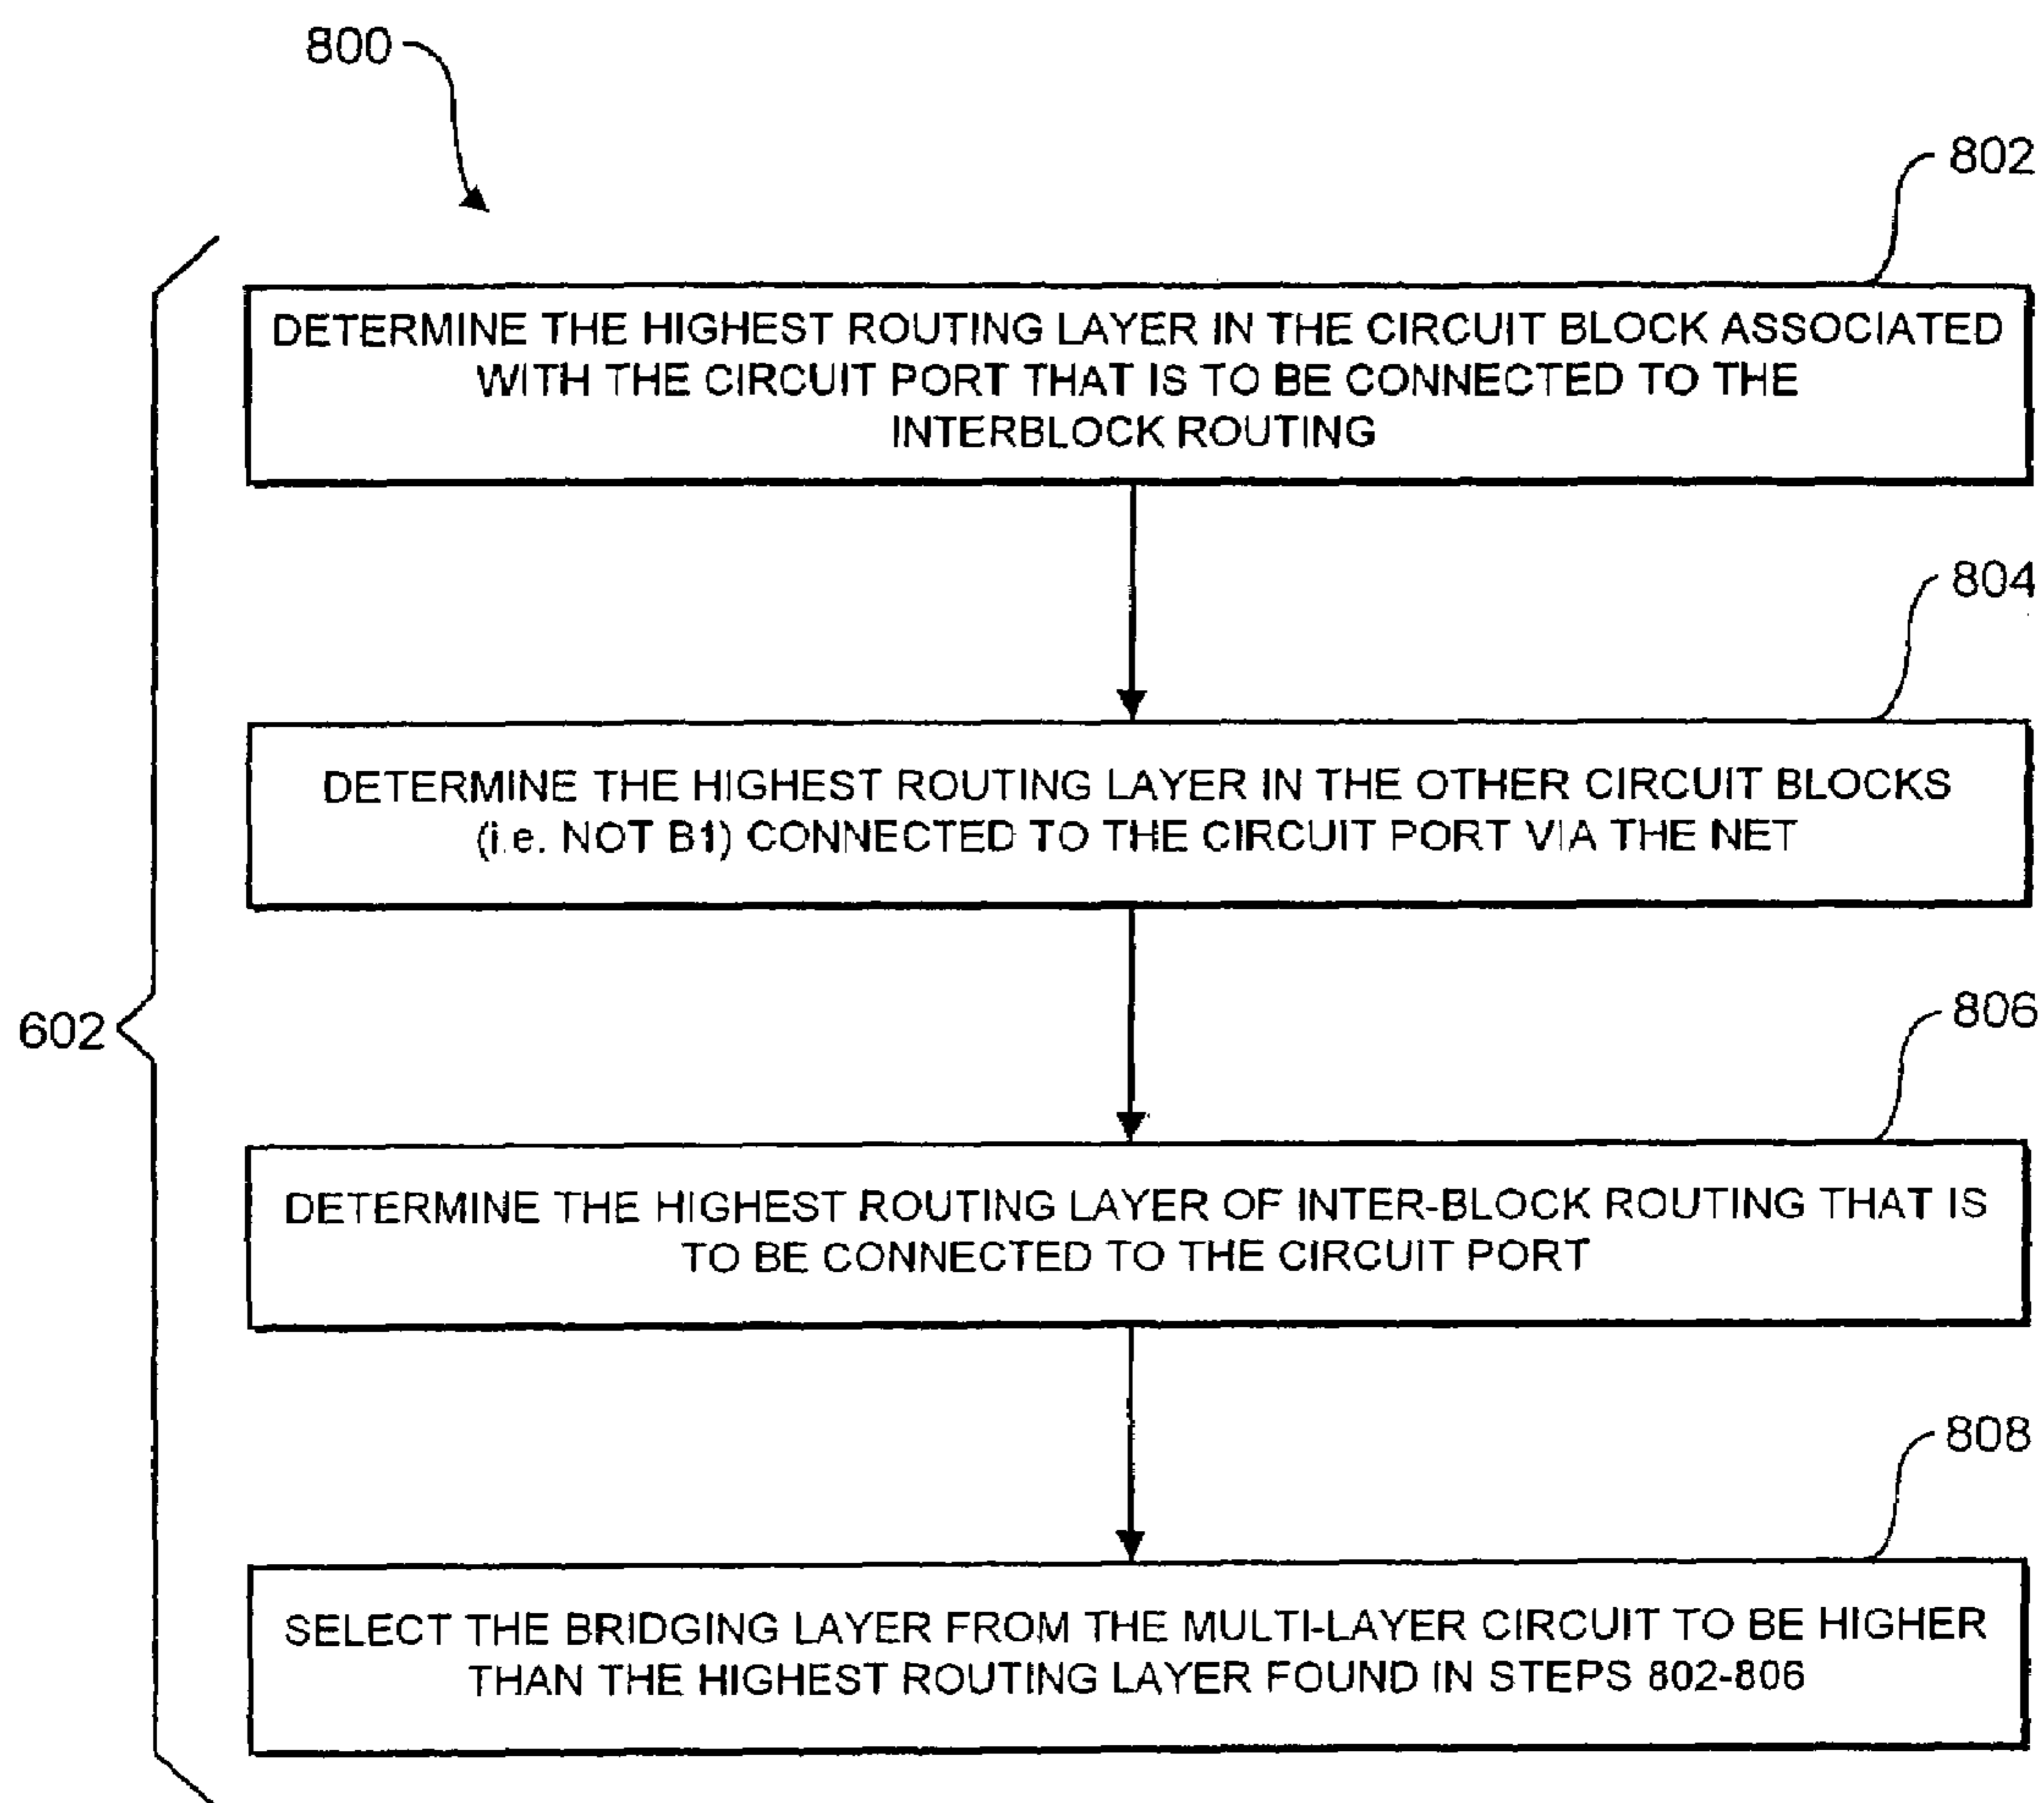 800
802
DETERMINE THE HIGHEST ROUTING LAYER IN THE CIRCUIT BLOCK ASSOCIATED
WITH THE CIRCUIT PORT THAT IS TO BE CONNECTED TO THE
INTERBLOCK ROUTING
804
DETERMINE THE HIGHEST ROUTING LAYER IN THE OTHER CIRCUIT BLOCKS
(i.e. NOT B1) CONNECTED TO THE CIRCUIT PORT VIA THE NET
602
806
DETERMINE THE HIGHEST ROUTING LAYER OF INTER-BLOCK ROUTING THAT IS
TO BE CONNECTED TO THE CIRCUIT PORT
808
SELECT THE BRIDGING LAYER FROM THE MULTI-LAYER CIRCUIT TO BE HIGHER
THAN THE HIGHEST ROUTING LAYER FOUND IN STEPS 802-806